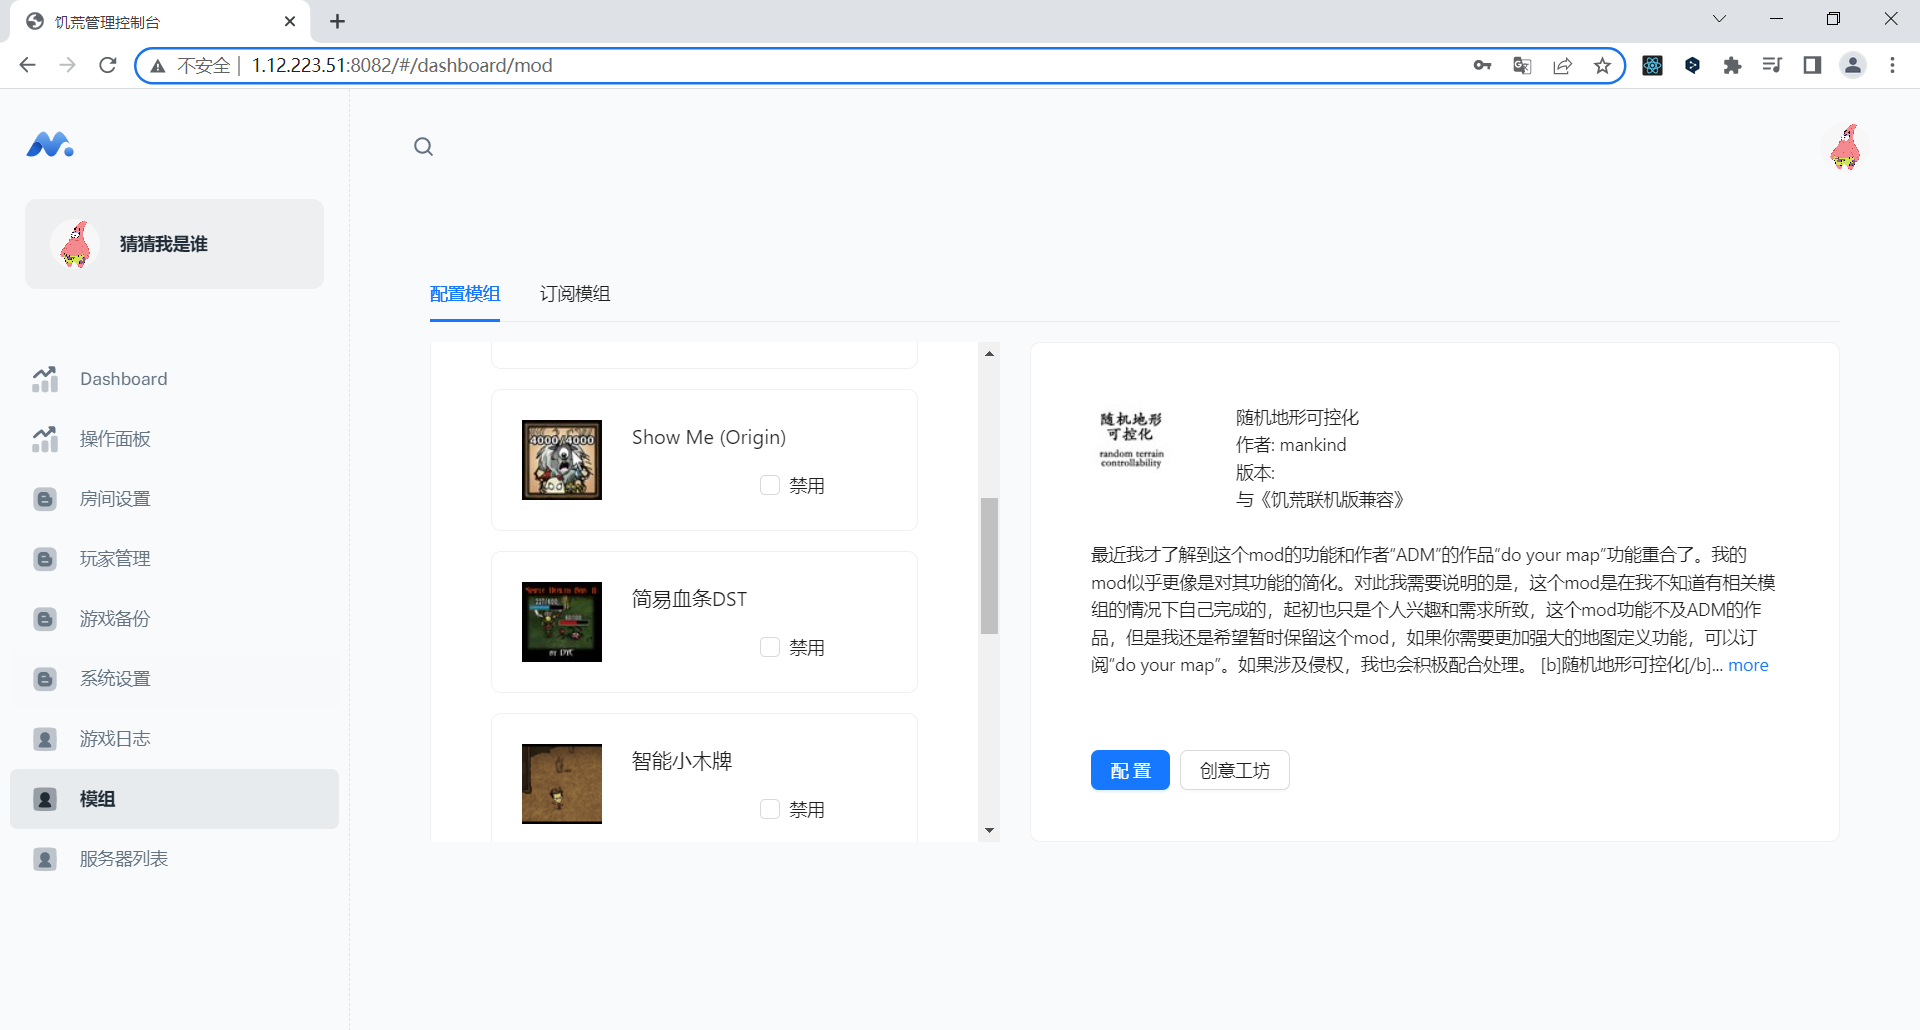 饥荒管理控制台
不安全 | 1.12.223.51:8082/#/dashboard/mod
猜猜我是谁
Dashboard
操作面板
房间设置
玩家管理
游戏备份
系统设置
游戏日志
模组
服务器列表
配置模组
订阅模组
4000/4000
Show Me (Origin)
禁用
简易血条DST
禁用
BY DYC
智能小木牌
禁用
随机地形
可控化
random terrain
controllability
随机地形可控化
作者: mankind
版本:
与《饥荒联机版兼容》
最近我才了解到这个mod的功能和作者“ADM”的作品“do your map”功能重合了。我的
mod似乎更像是对其功能的简化。对此我需要说明的是，这个mod是在我不知道有相关模
组的情况下自己完成的，起初也只是个人兴趣和需求所致，这个mod功能不及ADM的作
品，但是我还是希望暂时保留这个mod，如果你需要更加强大的地图定义功能，可以订
阅“do your map”。如果涉及侵权，我也会积极配合处理。 [b]随机地形可控化[/b]... more
配 置
创意工坊